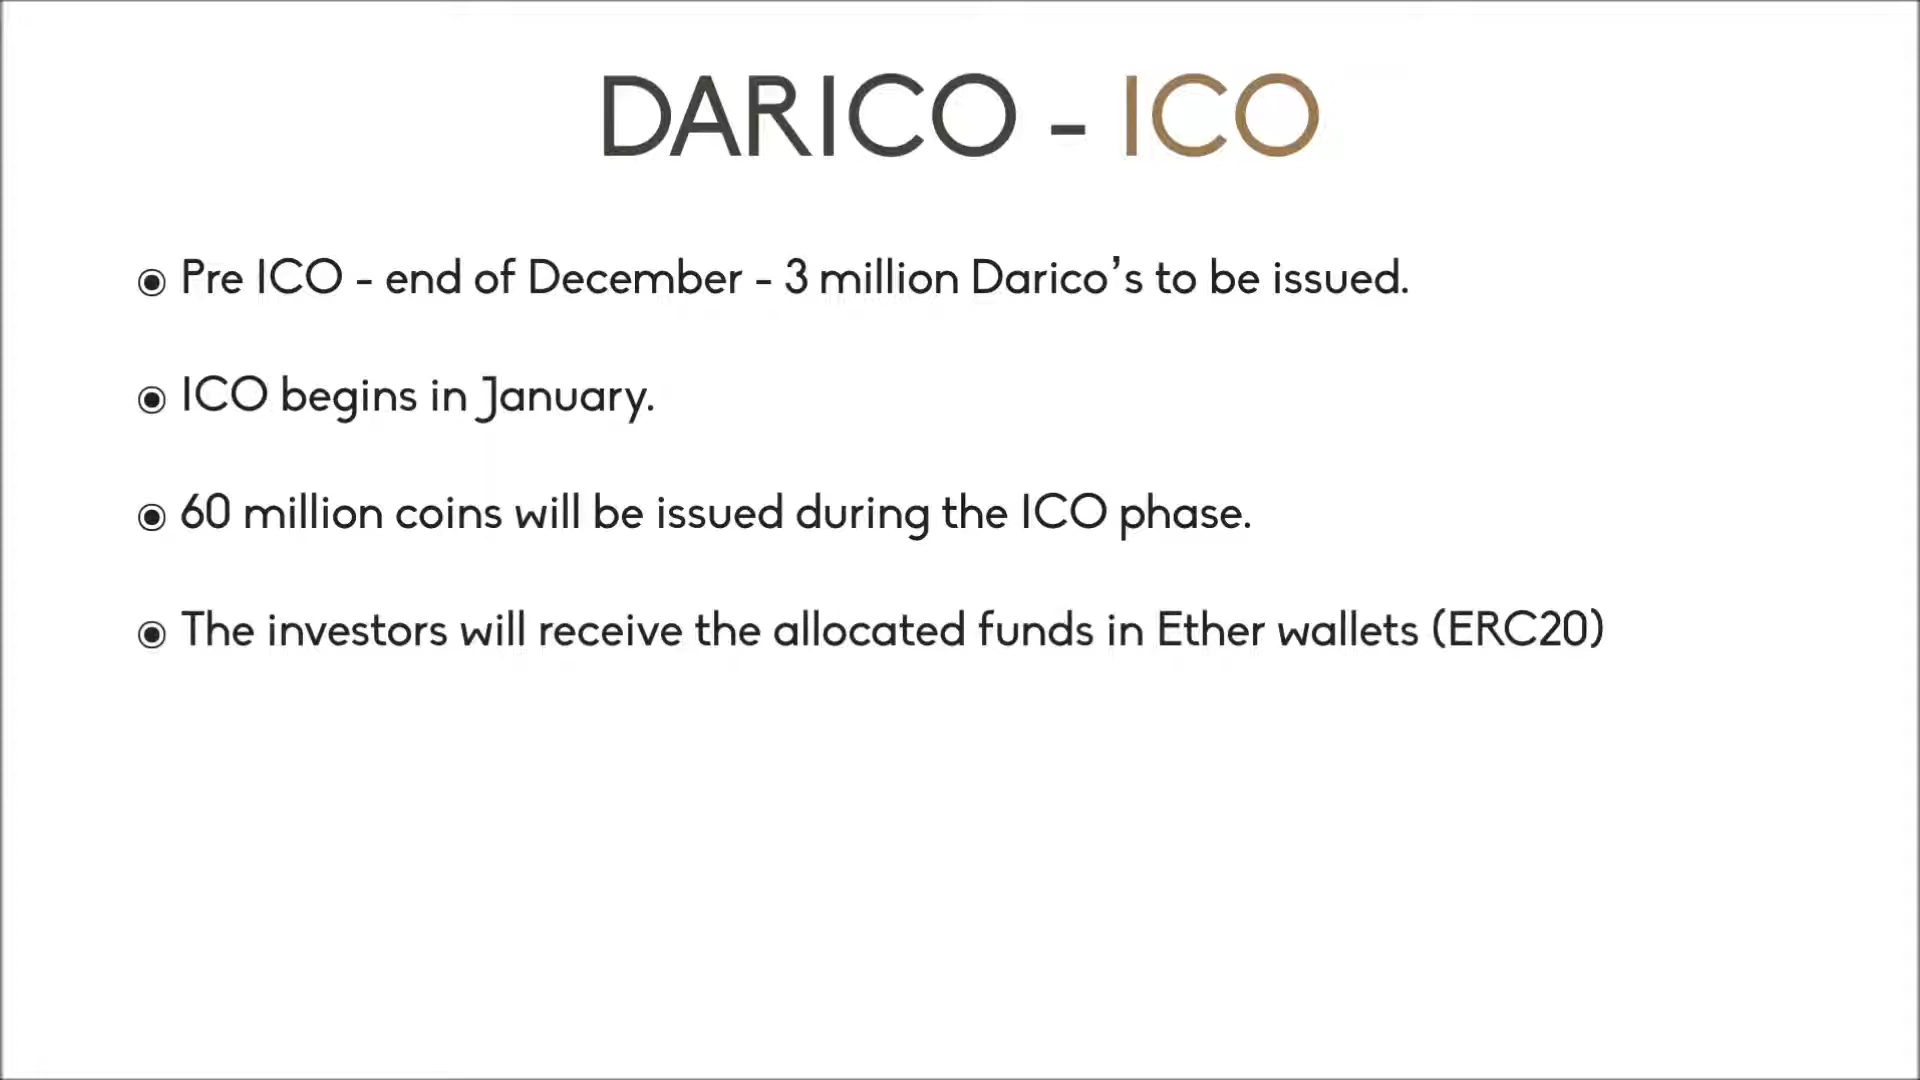 DARICO - ICO
◉ Pre ICO - end of December - 3 million Darico’s to be issued.
◉ ICO begins in January.
◉ 60 million coins will be issued during the ICO phase.
◉ The investors will receive the allocated funds in Ether wallets (ERC20)